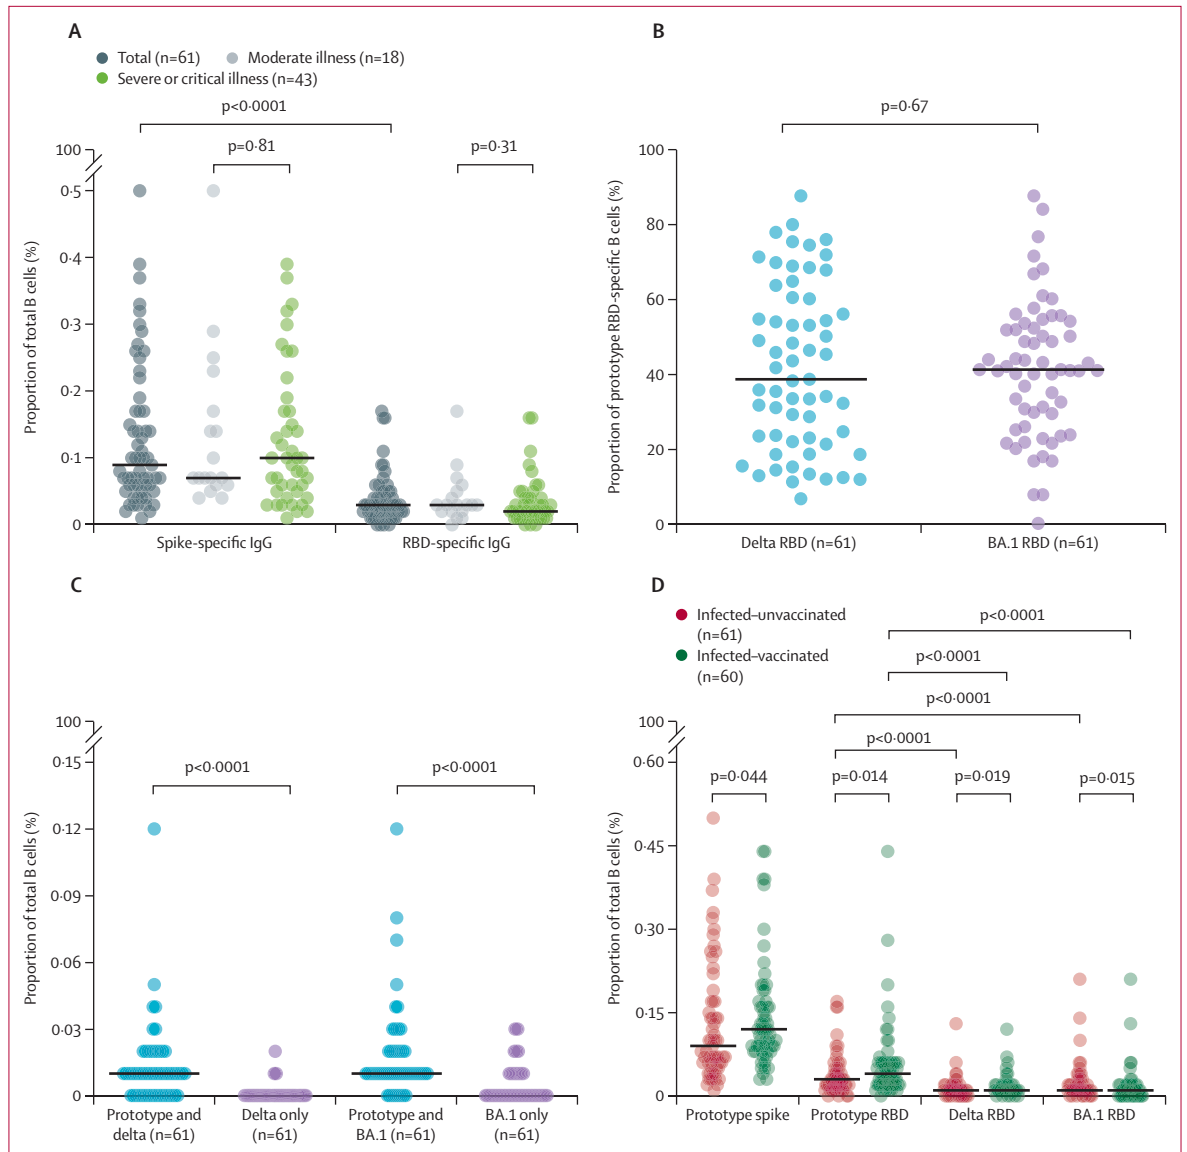 A
Total (n=61)
Moderate illness (n=18)
Severe or critical illness (n=43)
p<0·0001
p=0·81
p=0·31
100
0·5
0·4
0·3
0·2
0·1
0
Proportion of total B cells (%)
Spike-specific IgG
RBD-specific IgG
B
p=0·67
100
80
60
40
20
0
Proportion of prototype RBD-specific B cells (%)
Delta RBD (n=61)
BA.1 RBD (n=61)
C
p<0·0001
p<0·0001
100
0·15
0·12
0·09
0·06
0·03
0
Proportion of total B cells (%)
Prototype and
delta (n=61)
Delta only
(n=61)
Prototype and
BA.1 (n=61)
BA.1 only
(n=61)
D
Infected–unvaccinated
(n=61)
Infected–vaccinated
(n=60)
p<0·0001
p<0·0001
p<0·0001
p<0·0001
p=0·044
p=0·014
p=0·019
p=0·015
100
0·60
0·45
0·30
0·15
0
Proportion of total B cells (%)
Prototype spike
Prototype RBD
Delta RBD
BA.1 RBD